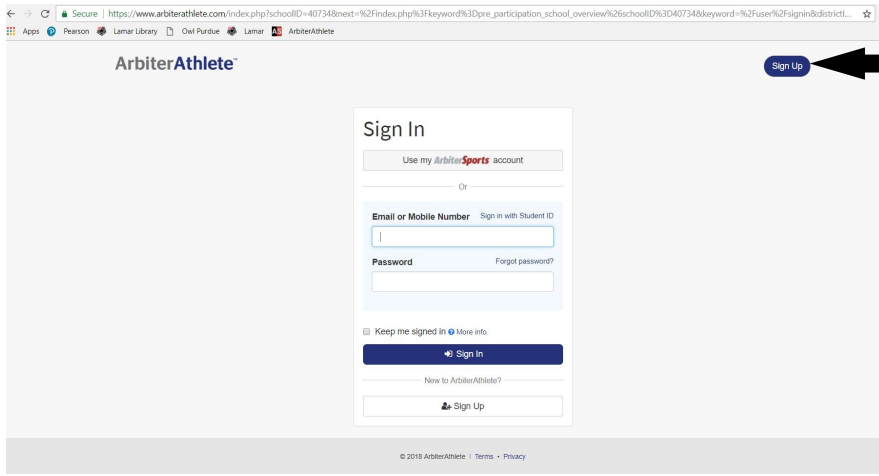 Secure | https://www.arbiterathlete.com/index.php?schoolID=40734&next=%2Findex.php%3Fkeyword%3Dpre_participation_school_overview%26schoolID%3D40734&keyword=%2Fuser%2Fsignin&districtI...
Apps Pearson Lamar Library Owl Purdue Lamar AS ArbiterAthlete
ArbiterAthlete™ Sign Up
Sign In
Use my ArbiterSports account
Or
Email or Mobile Number Sign in with Student ID
Password Forgot password?
Keep me signed in ? More info.
Sign In
New to ArbiterAthlete?
Sign Up
© 2018 ArbiterAthlete | Terms • Privacy